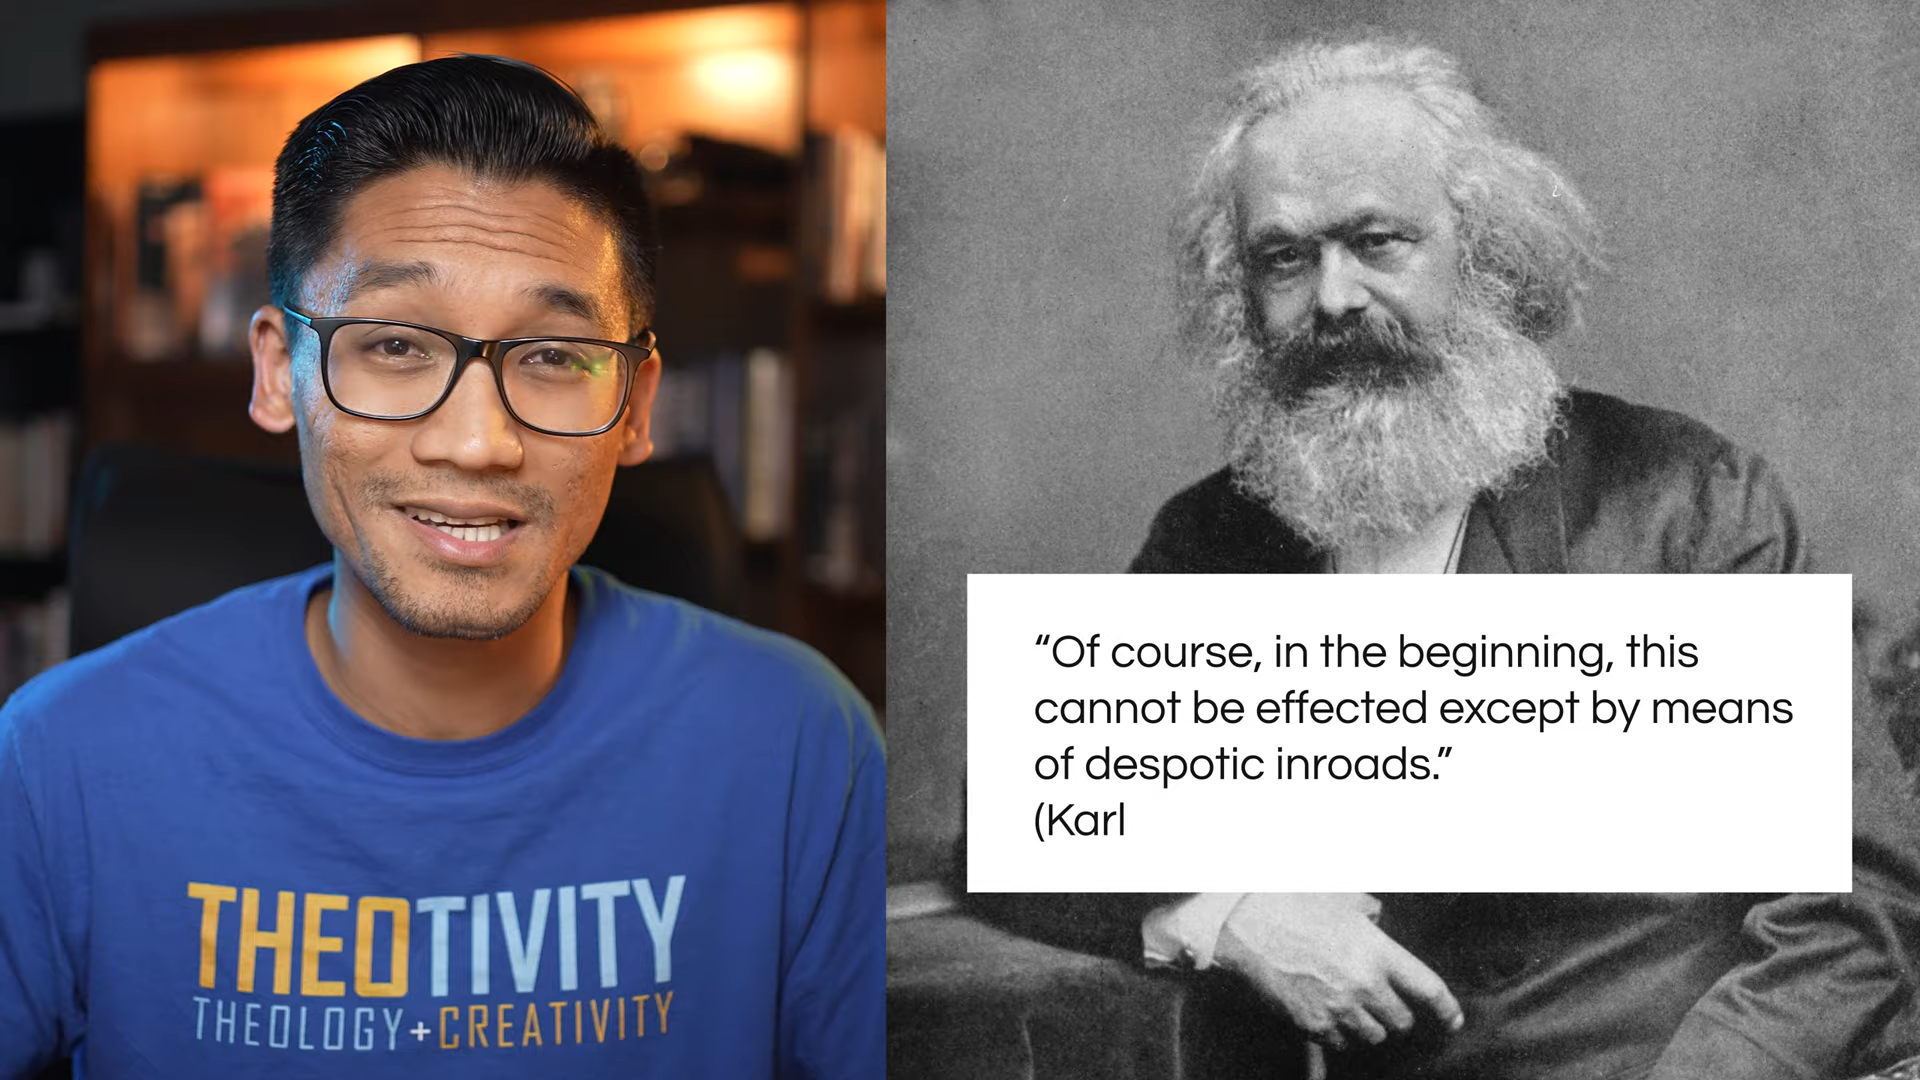 THEOTIVITY
THEOLOGY+CREATIVITY
“Of course, in the beginning, this
cannot be effected except by means
of despotic inroads.”
(Karl